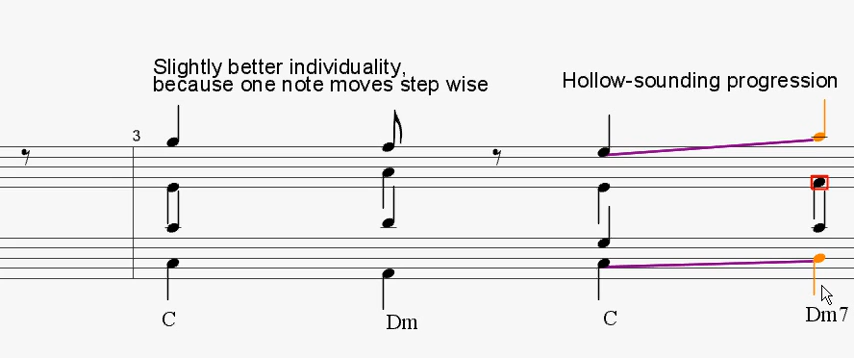 Slightly better individuality,
because one note moves step wise
Hollow-sounding progression
3
C
Dm
C
Dm7